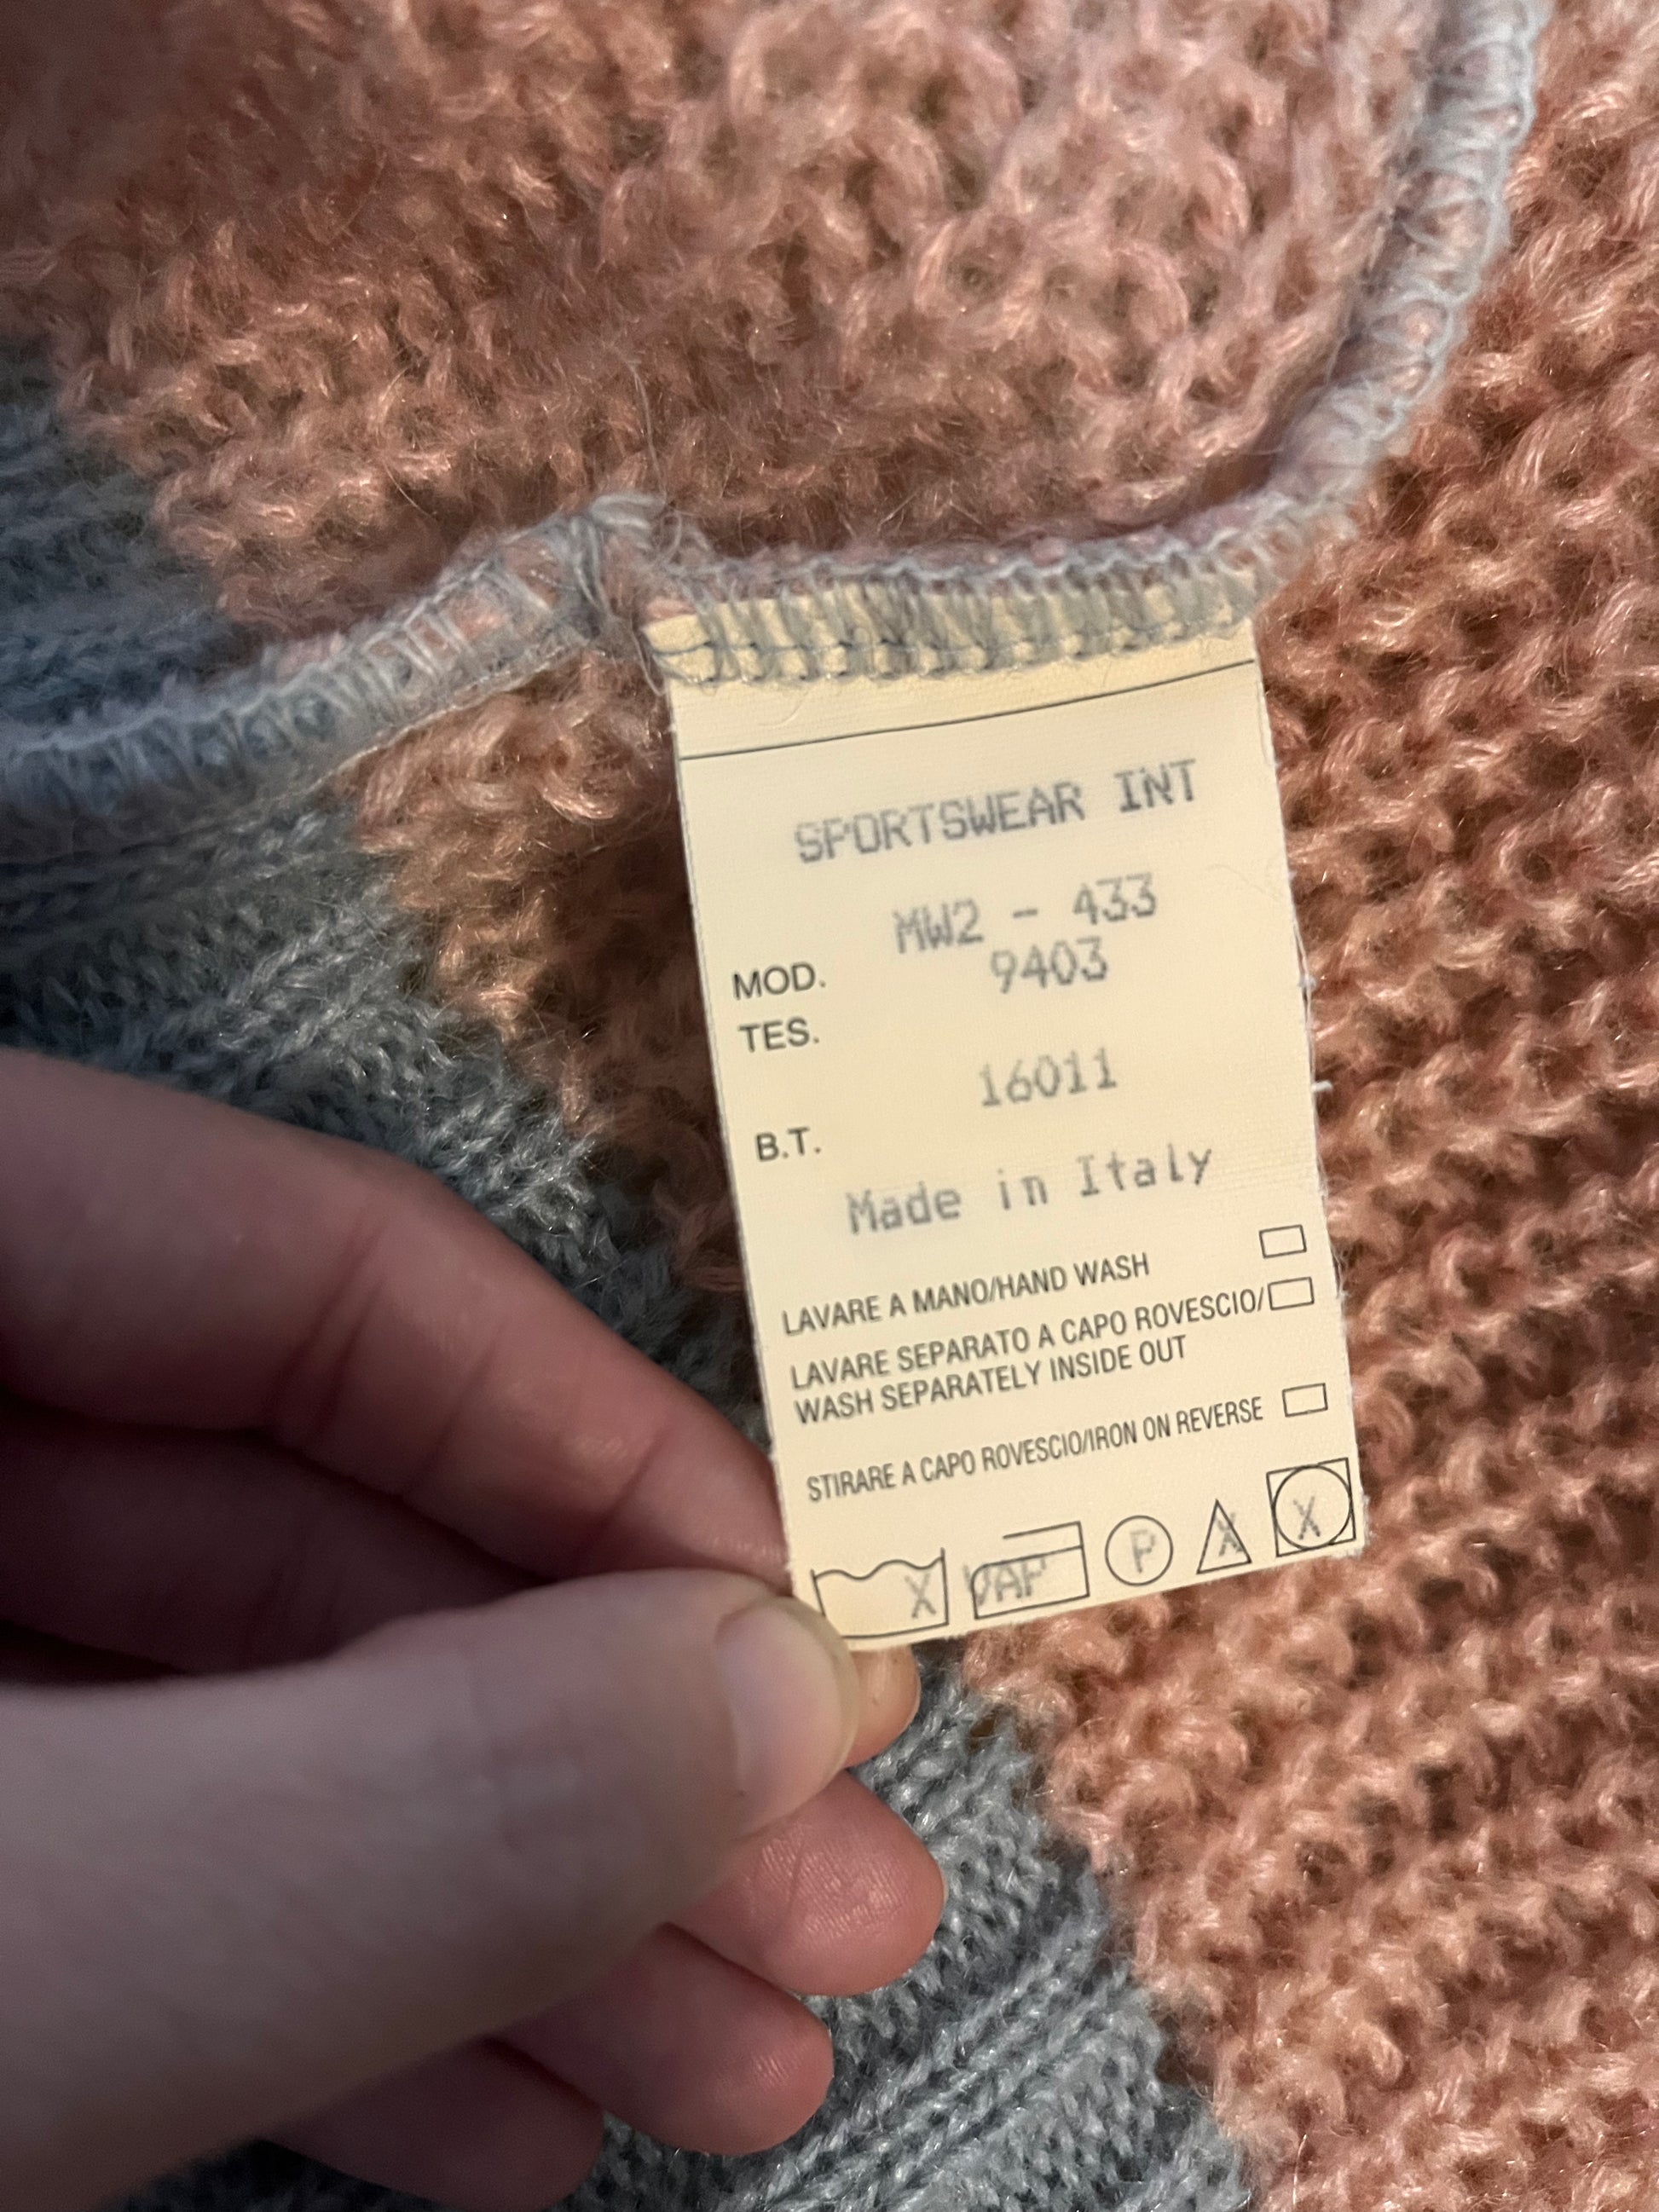 SPORTSWEAR INT
MW2 - 433
MOD. 9403
TES.
16011
B.T.
Made in Italy
LAVARE A MANO/HAND WASH
LAVARE SEPARATO A CAPO ROVESCIO/
WASH SEPARATELY INSIDE OUT
STIRARE A CAPO ROVESCIO/IRON ON REVERSE
X VAP P X X